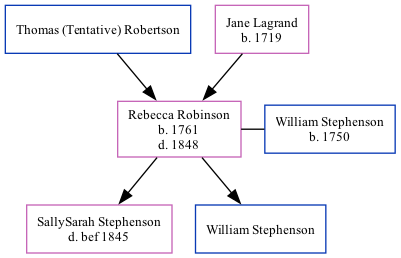 Thomas (Tentative) Robertson
Jane Lagrand
b. 1719
Rebecca Robinson
b. 1761
d. 1848
William Stephenson
b. 1750
SallySarah Stephenson
d. bef 1845
William Stephenson